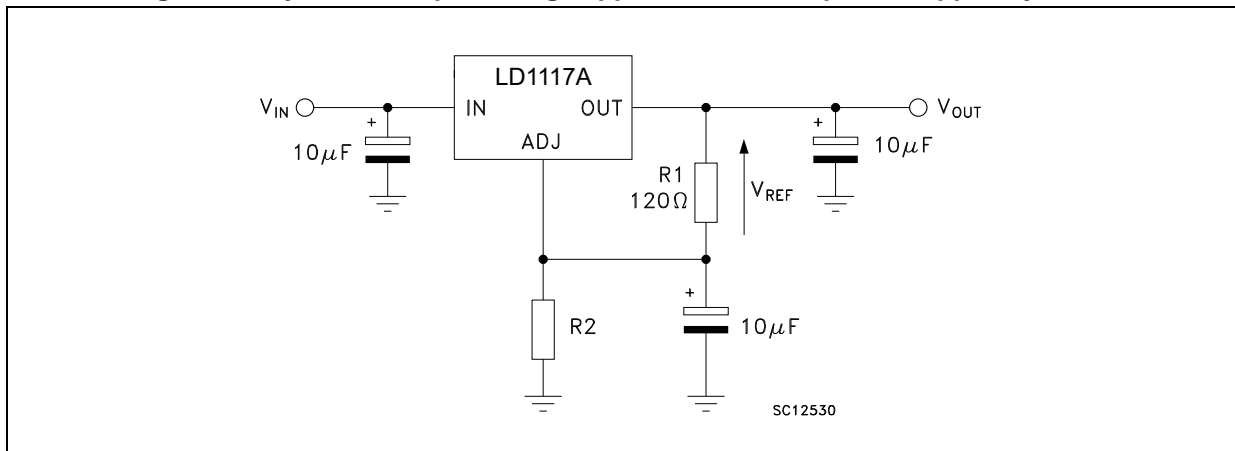 LD1117A
V_IN
IN
OUT
V_OUT
+
10μF
ADJ
R1
120Ω
V_REF
+
10μF
R2
+
10μF
SC12530